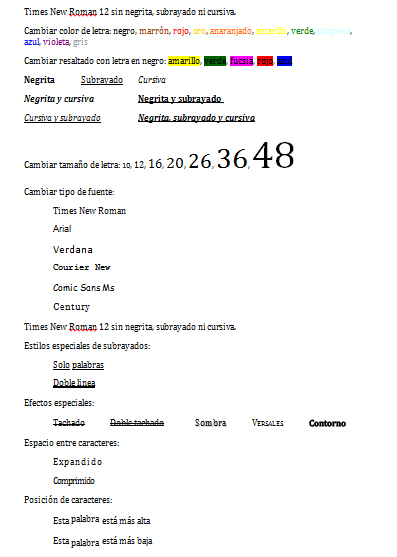 Times New Roman 12 sin negrita, subrayado ni cursiva.
Cambiar color de letra: negro, marrón, rojo, oro, anaranjado, amarillo, verde, turquesa,
azul, violeta, gris
Cambiar resaltado con letra en negro: amarillo, verde, fucsia, rojo, azul
Negrita Subrayado Cursiva
Negrita y cursiva Negrita y subrayado
Cursiva y subrayado Negrita, subrayado y cursiva
Cambiar tamaño de letra: 10, 12, 16, 20, 26, 36, 48
Cambiar tipo de fuente:
Times New Roman
Arial
Verdana
Courier New
Comic Sans Ms
Century
Times New Roman 12 sin negrita, subrayado ni cursiva.
Estilos especiales de subrayados:
Solo palabras
Doble linea
Efectos especiales:
Tachado Doble tachado Sombra Versales Contorno
Espacio entre caracteres:
Expandido
Comprimido
Posición de caracteres:
Esta palabra está más alta
Esta palabra está más baja